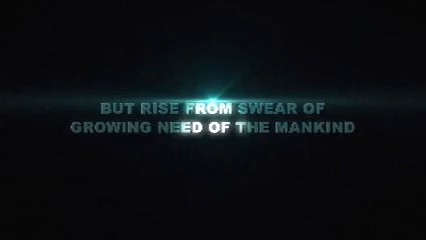 BUT RISE FROM SWEAR OF
GROWING NEED OF THE MANKIND